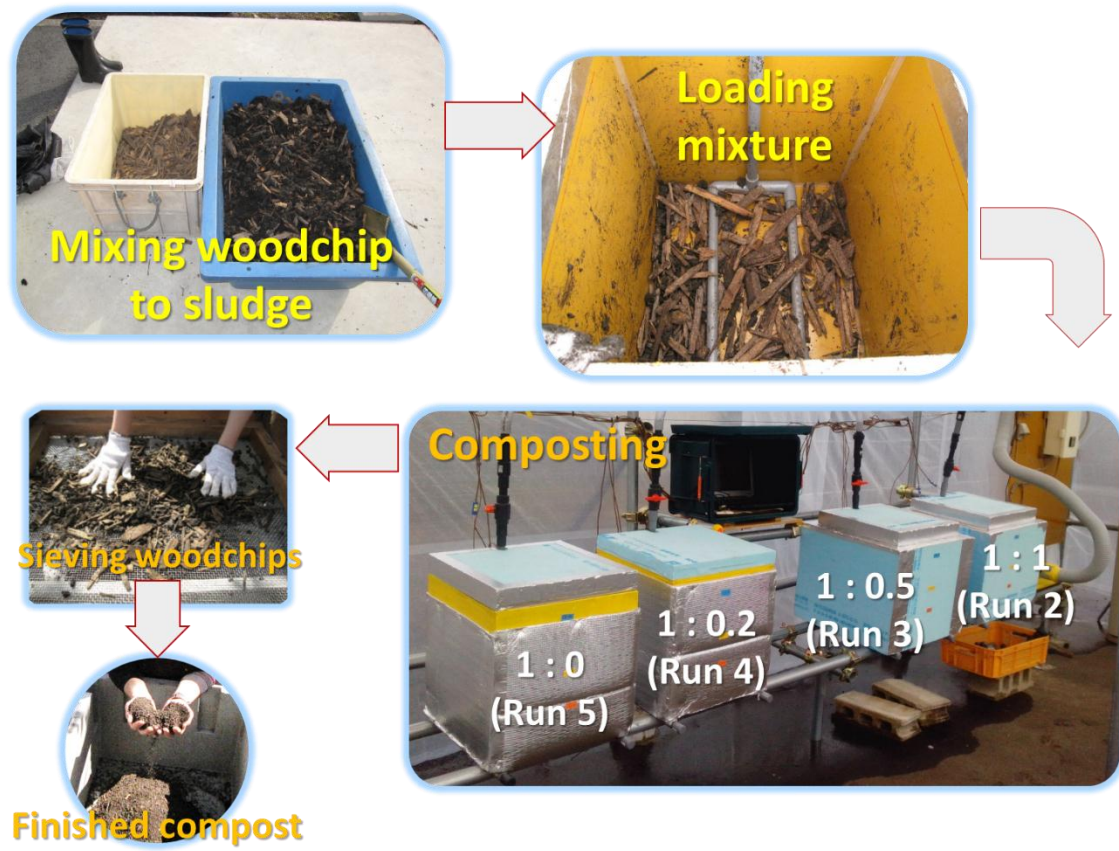 Mixing woodchip
to sludge
Loading
mixture
Composting
1 : 0
(Run 5)
1 : 0.2
(Run 4)
1 : 0.5
(Run 3)
1 : 1
(Run 2)
Sieving woodchips
Finished compost